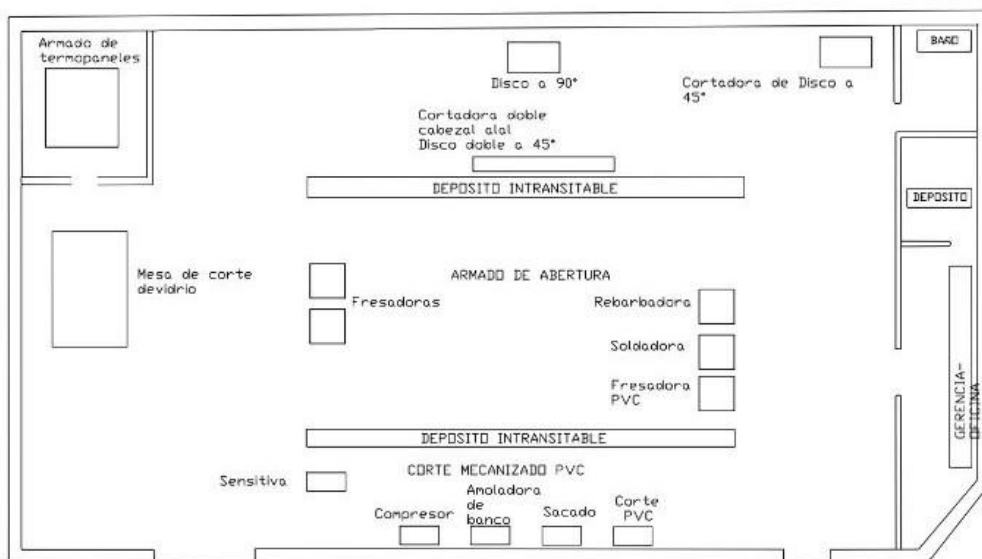 Armado de
termopaneles
BAÑO
Disco a 90°
Cortadora de Disco a
45°
Cortadora doble
cabezal alal
Disco doble a 45°
DEPOSITO INTRANSITABLE
DEPOSITO
Mesa de corte
devidrio
ARMADO DE ABERTURA
Fresadoras
Rebarbadora
Soldadora
Fresadora
PVC
GERENCIA-
OFICINA
DEPOSITO INTRANSITABLE
CORTE MECANIZADO PVC
Sensitiva
Compresor
Amoladora
de
banco
Sacado
Corte
PVC